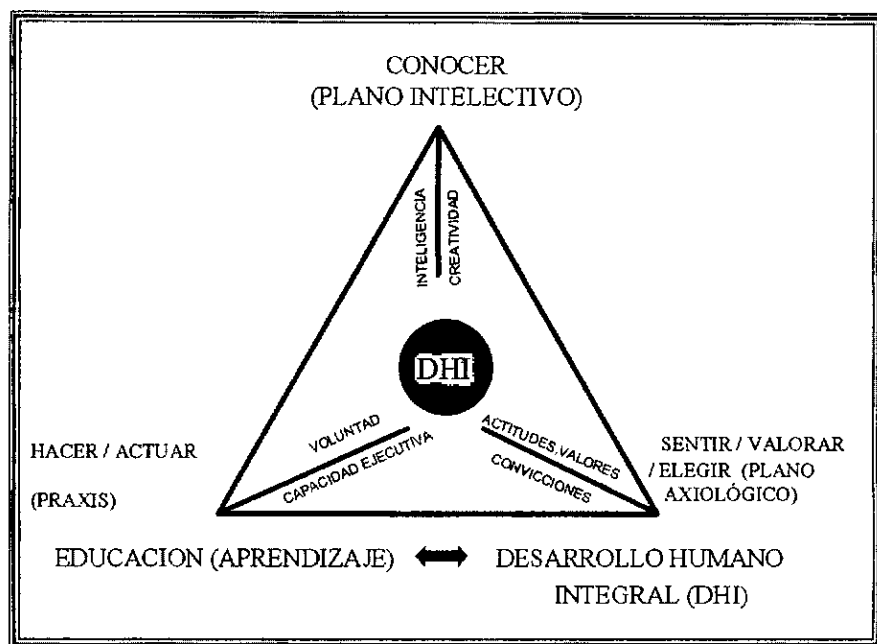 CONOCER
(PLANO INTELECTIVO)
INTELIGENCIA
CREATIVIDAD
DHI
VOLUNTAD
CAPACIDAD EJECUTIVA
ACTITUDES, VALORES
CONVICCIONES
HACER / ACTUAR
(PRAXIS)
SENTIR / VALORAR
/ ELEGIR (PLANO
AXIOLÓGICO)
EDUCACION (APRENDIZAJE)
DESARROLLO HUMANO
INTEGRAL (DHI)